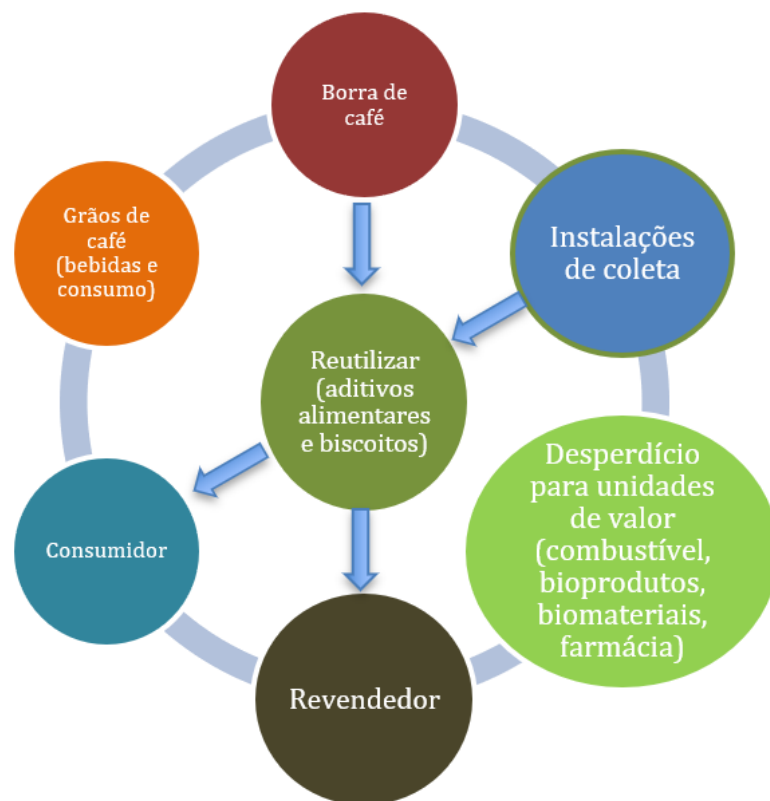 Borra de
café
Grãos de
café
(bebidas e
consumo)
Instalações
de coleta
Reutilizar
(aditivos
alimentares
e biscoitos)
Desperdício
para unidades
de valor
(combustível,
bioprodutos,
biomateriais,
farmácia)
Consumidor
Revendedor